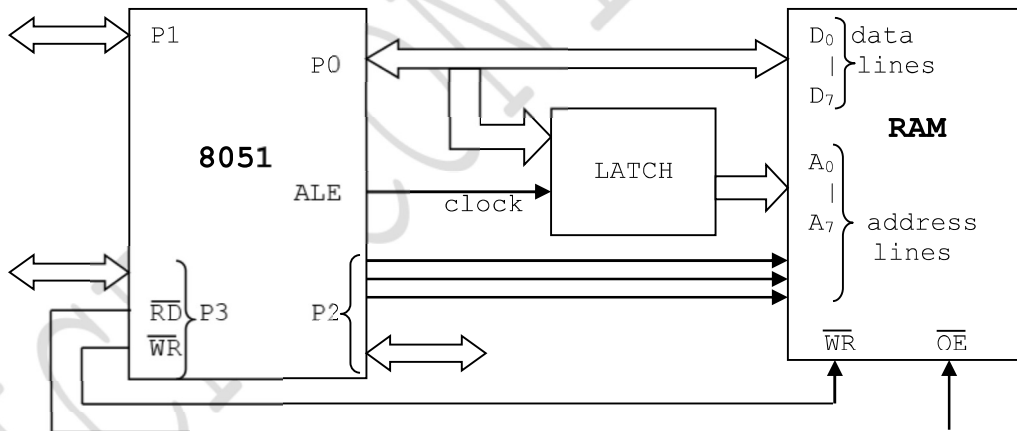 P1
P0
8051
ALE
clock
RD
WR
P3
P2
LATCH
D0 data
| lines
D7
RAM
A0
|
A7 address
lines
WR
OE